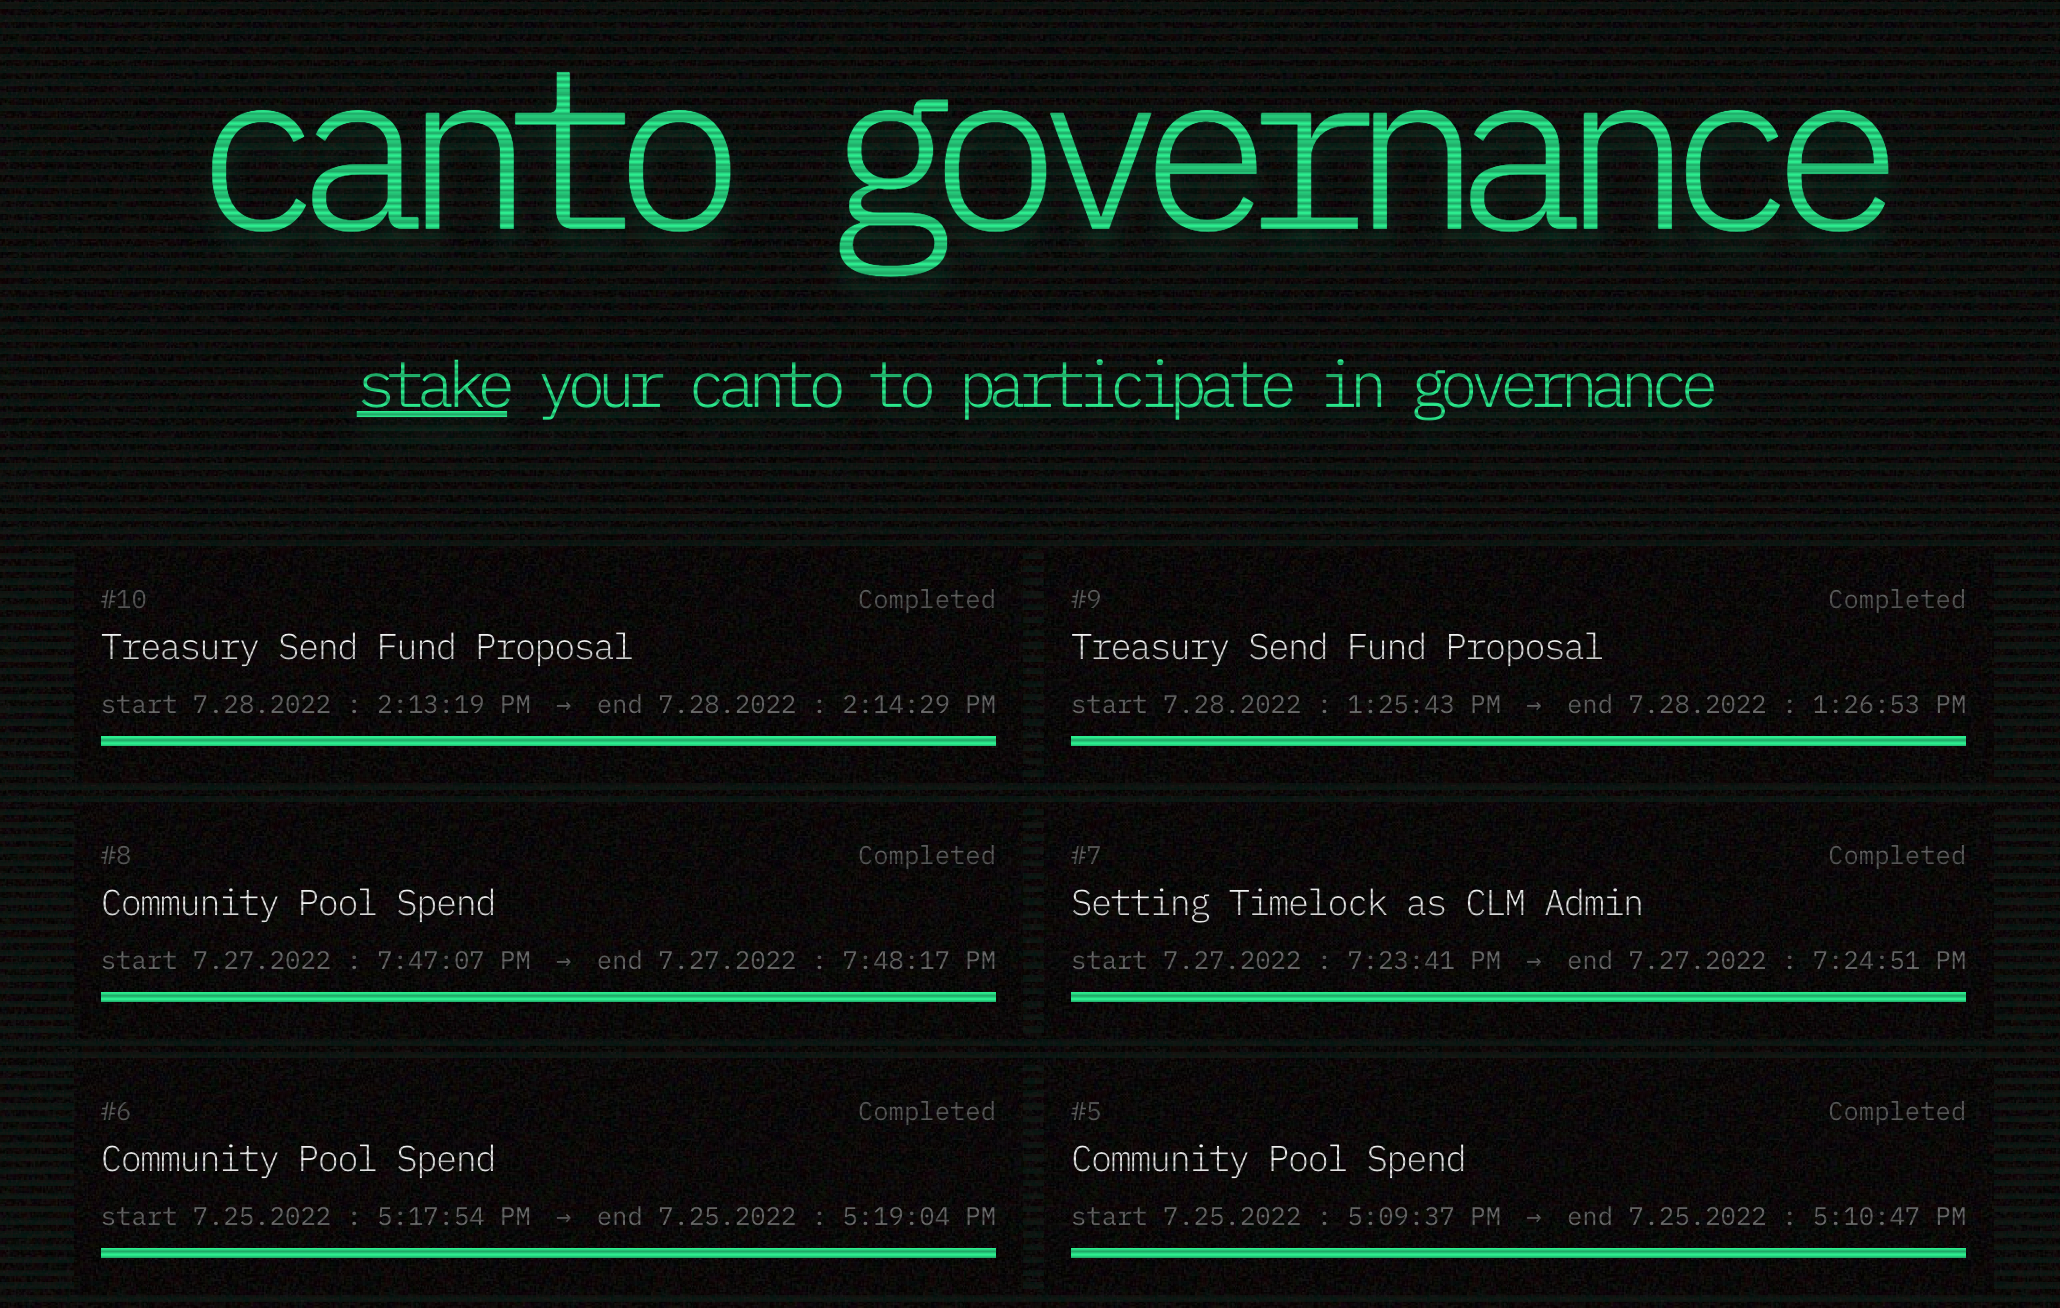 canto governance
stake your canto to participate in governance
#10 Completed
Treasury Send Fund Proposal
start 7.28.2022 : 2:13:19 PM → end 7.28.2022 : 2:14:29 PM
#9 Completed
Treasury Send Fund Proposal
start 7.28.2022 : 1:25:43 PM → end 7.28.2022 : 1:26:53 PM
#8 Completed
Community Pool Spend
start 7.27.2022 : 7:47:07 PM → end 7.27.2022 : 7:48:17 PM
#7 Completed
Setting Timelock as CLM Admin
start 7.27.2022 : 7:23:41 PM → end 7.27.2022 : 7:24:51 PM
#6 Completed
Community Pool Spend
start 7.25.2022 : 5:17:54 PM → end 7.25.2022 : 5:19:04 PM
#5 Completed
Community Pool Spend
start 7.25.2022 : 5:09:37 PM → end 7.25.2022 : 5:10:47 PM